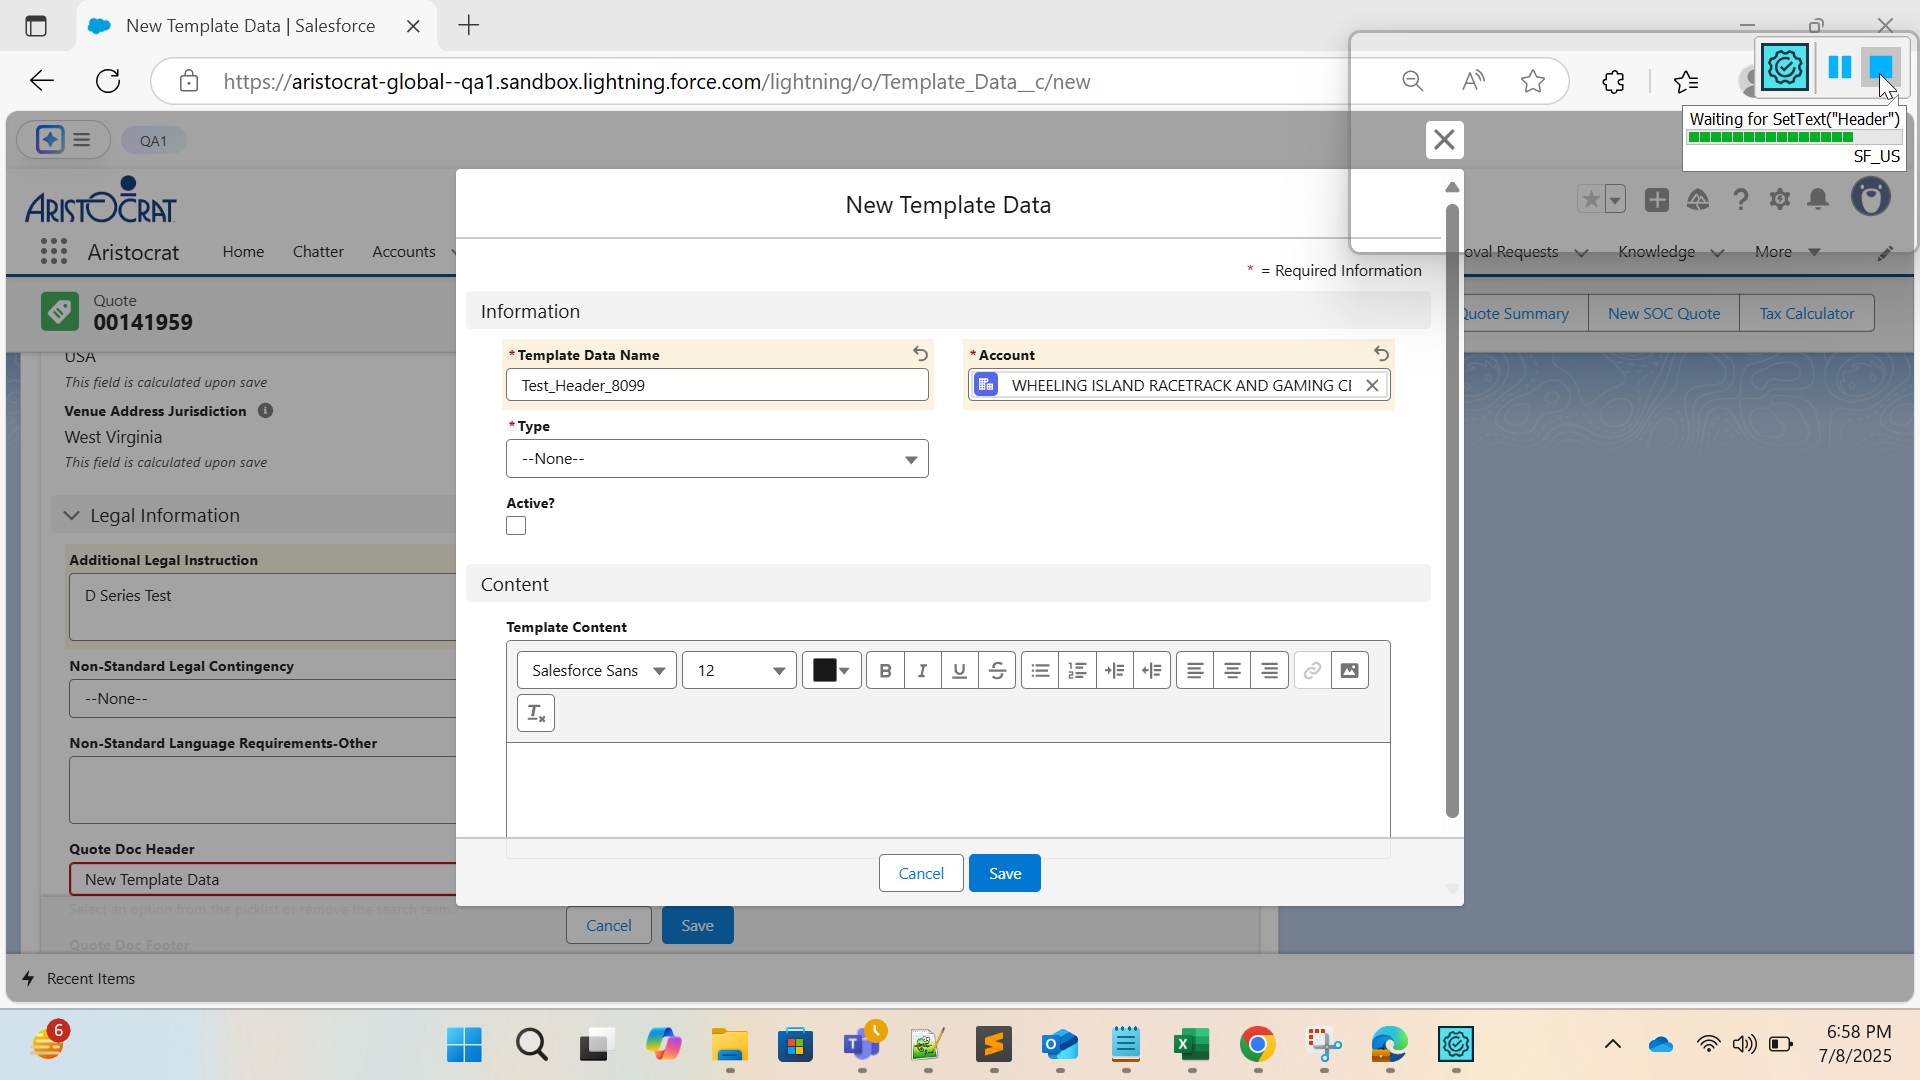 New Template Data | Salesforce
https://aristocrat-global--qa1.sandbox.lightning.force.com/lightning/o/Template_Data__c/new
Waiting for SetText("Header")
SF_US
QA1
ARISTOCRAT
Aristocrat
Home
Chatter
Accounts
oval Requests
Knowledge
More
Quote
00141959
Quote Summary
New SOC Quote
Tax Calculator
USA
This field is calculated upon save
Venue Address Jurisdiction
West Virginia
This field is calculated upon save
Legal Information
Additional Legal Instruction
D Series Test
Non-Standard Legal Contingency
--None--
Non-Standard Language Requirements-Other
Quote Doc Header
New Template Data
Select an option from the picklist or remove the search term.
Quote Doc Footer
Cancel
Save
New Template Data
* = Required Information
Information
*Template Data Name
Test_Header_8099
*Account
WHEELING ISLAND RACETRACK AND GAMING CE
*Type
--None--
Active?
Content
Template Content
Salesforce Sans
12
B
I
U
S
Cancel
Save
Recent Items
6
6:58 PM
7/8/2025